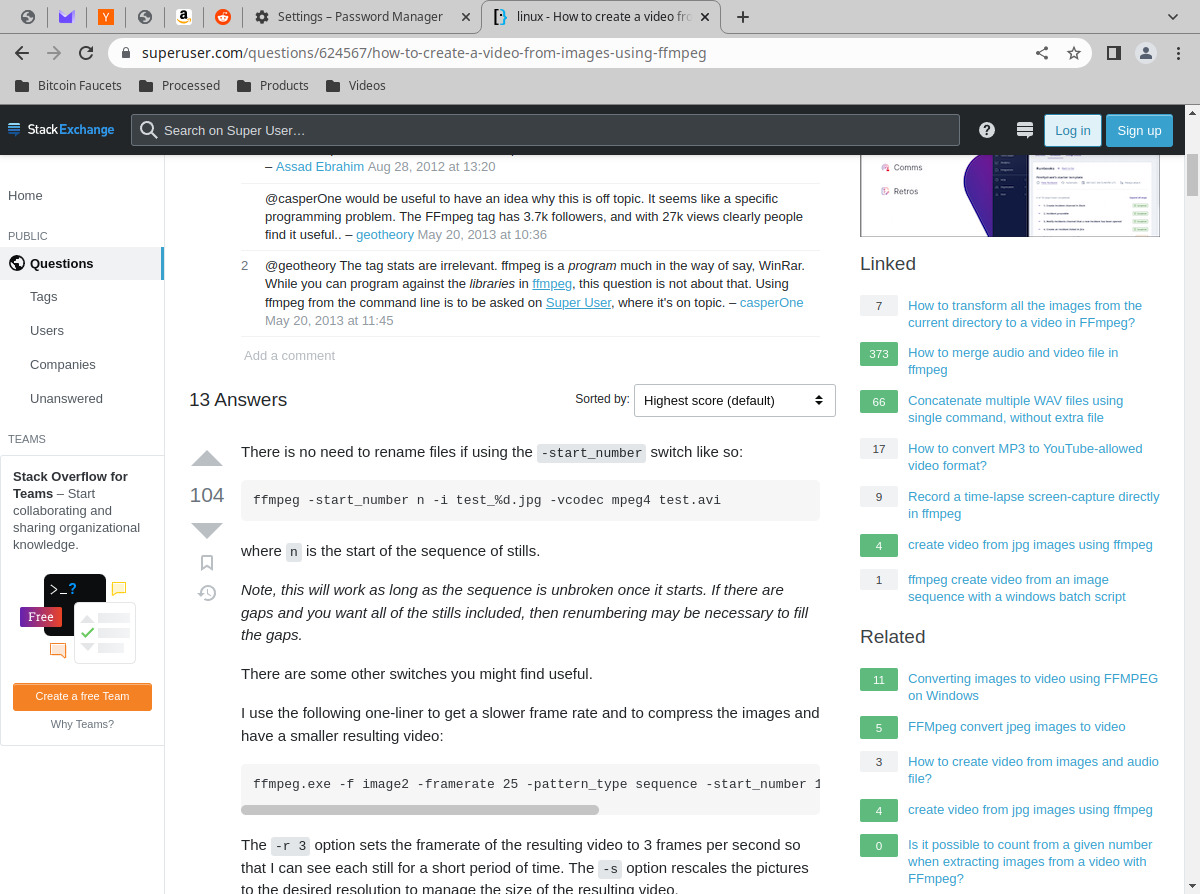 Settings – Password Manager
linux - How to create a video fro
superuser.com/questions/624567/how-to-create-a-video-from-images-using-ffmpeg
Bitcoin Faucets
Processed
Products
Videos
StackExchange
Search on Super User…
Log in
Sign up
Home
PUBLIC
Questions
Tags
Users
Companies
Unanswered
TEAMS
Stack Overflow for
Teams – Start
collaborating and
sharing organizational
knowledge.
>_?
Free
Create a free Team
Why Teams?
– Assad Ebrahim Aug 28, 2012 at 13:20
@casperOne would be useful to have an idea why this is off topic. It seems like a specific
programming problem. The FFmpeg tag has 3.7k followers, and with 27k views clearly people
find it useful.. – geotheory May 20, 2013 at 10:36
2 @geotheory The tag stats are irrelevant. ffmpeg is a program much in the way of say, WinRar.
While you can program against the libraries in ffmpeg, this question is not about that. Using
ffmpeg from the command line is to be asked on Super User, where it's on topic. – casperOne
May 20, 2013 at 11:45
Add a comment
13 Answers
Sorted by:
Highest score (default)
104
There is no need to rename files if using the -start_number switch like so:
ffmpeg -start_number n -i test_%d.jpg -vcodec mpeg4 test.avi
where n is the start of the sequence of stills.
Note, this will work as long as the sequence is unbroken once it starts. If there are
gaps and you want all of the stills included, then renumbering may be necessary to fill
the gaps.
There are some other switches you might find useful.
I use the following one-liner to get a slower frame rate and to compress the images and
have a smaller resulting video:
ffmpeg.exe -f image2 -framerate 25 -pattern_type sequence -start_number 1
The -r 3 option sets the framerate of the resulting video to 3 frames per second so
that I can see each still for a short period of time. The -s option rescales the pictures
to the desired resolution to manage the size of the resulting video.
Comms
Retros
Linked
7 How to transform all the images from the
current directory to a video in FFmpeg?
373 How to merge audio and video file in
ffmpeg
66 Concatenate multiple WAV files using
single command, without extra file
17 How to convert MP3 to YouTube-allowed
video format?
9 Record a time-lapse screen-capture directly
in ffmpeg
4 create video from jpg images using ffmpeg
1 ffmpeg create video from an image
sequence with a windows batch script
Related
11 Converting images to video using FFMPEG
on Windows
5 FFMpeg convert jpeg images to video
3 How to create video from images and audio
file?
4 create video from jpg images using ffmpeg
0 Is it possible to count from a given number
when extracting images from a video with
FFmpeg?